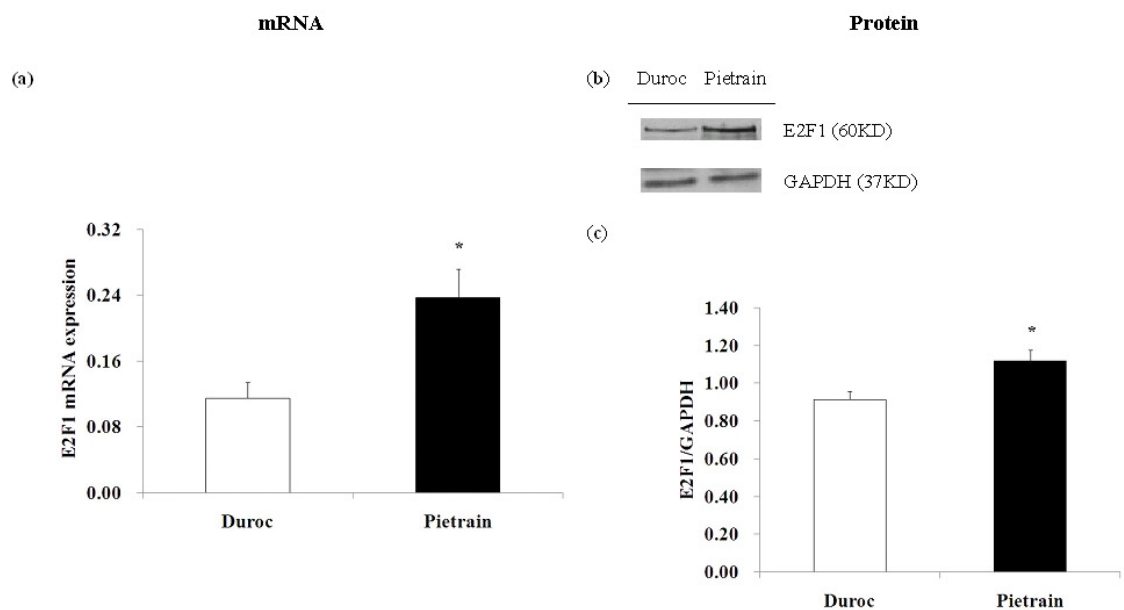 mRNA
Protein
(a)
(b) Duroc Pietrain
E2F1 (60KD)
GAPDH (37KD)
E2F1 mRNA expression
0.32
0.24
0.16
0.08
0.00
*
Duroc Pietrain
(c)
E2F1/GAPDH
1.40
1.20
1.00
0.80
0.60
0.40
0.20
0.00
*
Duroc Pietrain